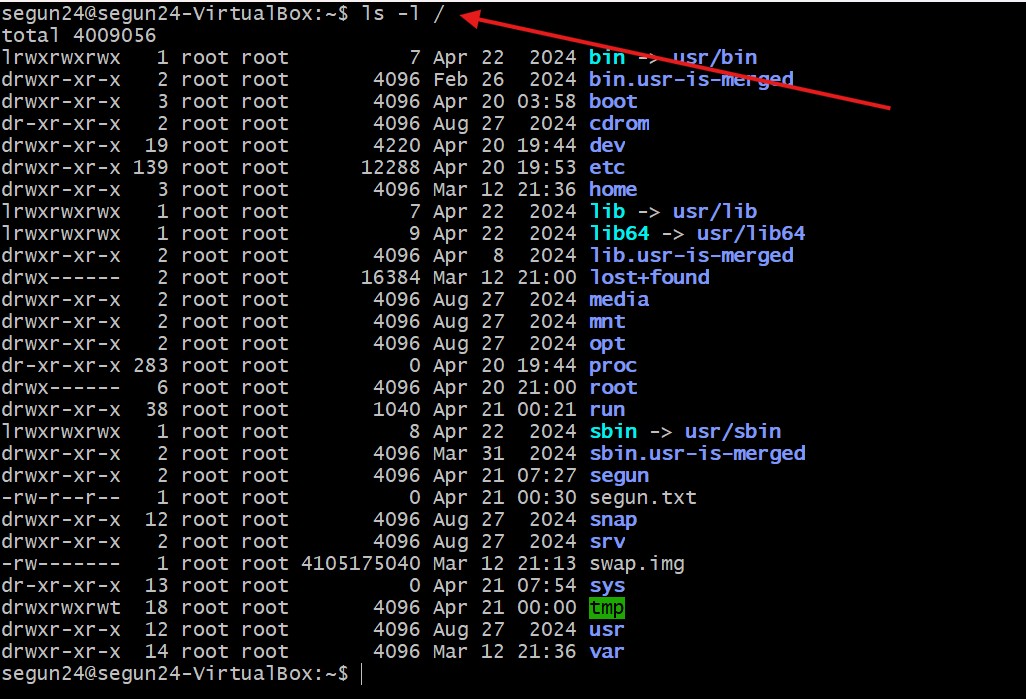 segun24@segun24-VirtualBox:~$ ls -l /
total 4009056
lrwxrwxrwx   1 root root          7 Apr 22  2024 bin -> usr/bin
drwxr-xr-x   2 root root       4096 Feb 26  2024 bin.usr-is-merged
drwxr-xr-x   3 root root       4096 Apr 20 03:58 boot
dr-xr-xr-x   2 root root       4096 Aug 27  2024 cdrom
drwxr-xr-x  19 root root       4220 Apr 20 19:44 dev
drwxr-xr-x 139 root root      12288 Apr 20 19:53 etc
drwxr-xr-x   3 root root       4096 Mar 12 21:36 home
lrwxrwxrwx   1 root root          7 Apr 22  2024 lib -> usr/lib
lrwxrwxrwx   1 root root          9 Apr 22  2024 lib64 -> usr/lib64
drwxr-xr-x   2 root root       4096 Apr  8  2024 lib.usr-is-merged
drwx------   2 root root      16384 Mar 12 21:00 lost+found
drwxr-xr-x   2 root root       4096 Aug 27  2024 media
drwxr-xr-x   2 root root       4096 Aug 27  2024 mnt
drwxr-xr-x   2 root root       4096 Aug 27  2024 opt
dr-xr-xr-x 283 root root          0 Apr 20 19:44 proc
drwx------   6 root root       4096 Apr 20 21:00 root
drwxr-xr-x  38 root root       1040 Apr 21 00:21 run
lrwxrwxrwx   1 root root          8 Apr 22  2024 sbin -> usr/sbin
drwxr-xr-x   2 root root       4096 Mar 31  2024 sbin.usr-is-merged
drwxr-xr-x   2 root root       4096 Apr 21 07:27 segun
-rw-r--r--   1 root root          0 Apr 21 00:30 segun.txt
drwxr-xr-x  12 root root       4096 Aug 27  2024 snap
drwxr-xr-x   2 root root       4096 Aug 27  2024 srv
-rw-------   1 root root 4105175040 Mar 12 21:13 swap.img
dr-xr-xr-x  13 root root          0 Apr 21 07:54 sys
drwxrwxrwt  18 root root       4096 Apr 21 00:00 tmp
drwxr-xr-x  12 root root       4096 Aug 27  2024 usr
drwxr-xr-x  14 root root       4096 Mar 12 21:36 var
segun24@segun24-VirtualBox:~$